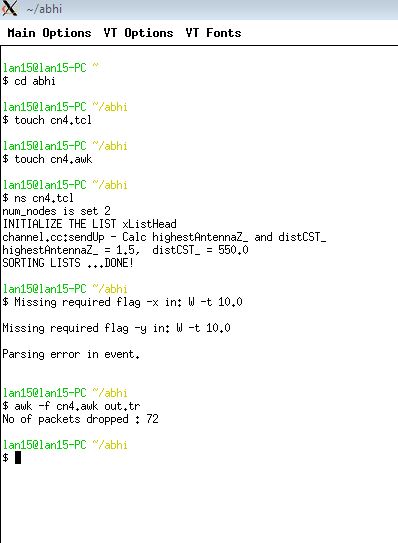 ~/abhi
Main Options VT Options VT Fonts
lan15@lan15-PC ~
$ cd abhi
lan15@lan15-PC ~/abhi
$ touch cn4.tcl
lan15@lan15-PC ~/abhi
$ touch cn4.awk
lan15@lan15-PC ~/abhi
$ ns cn4.tcl
num_nodes is set 2
INITIALIZE THE LIST xListHead
channel.cc:sendUp - Calc highestAntennaZ_ and distCST_
highestAntennaZ_ = 1.5,  distCST_ = 550.0
SORTING LISTS ...DONE!
lan15@lan15-PC ~/abhi
$ Missing required flag -x in: W -t 10.0
Missing required flag -y in: W -t 10.0
Parsing error in event.
lan15@lan15-PC ~/abhi
$ awk -f cn4.awk out.tr
No of packets dropped : 72
lan15@lan15-PC ~/abhi
$